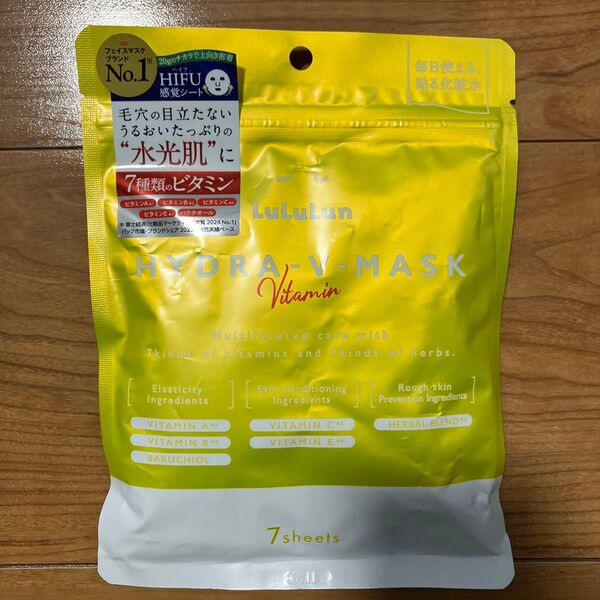 フェイスマスク
ブランド
No.1※
20gのチカラで上向き密着
ハイフ
HIFU
感覚シート
毛穴の目立たない
うるおいたっぷりの
“水光肌”に
7種類のビタミン
ビタミンA ビタミンB ビタミンC
ビタミンE バクチオール
毎日使える、
貼る化粧水
LuLuLun
HYDRA-V-MASK
Vitamin
Multifaceted care with
7kinds of vitamins and 7kinds of herbs.
Elasticity
Ingredients
VITAMIN A
VITAMIN B
BAKUCHIOL
Skin conditioning
Ingredients
VITAMIN C
VITAMIN E
Rough skin
Prevention Ingredients
HERBAL BLEND
7sheets